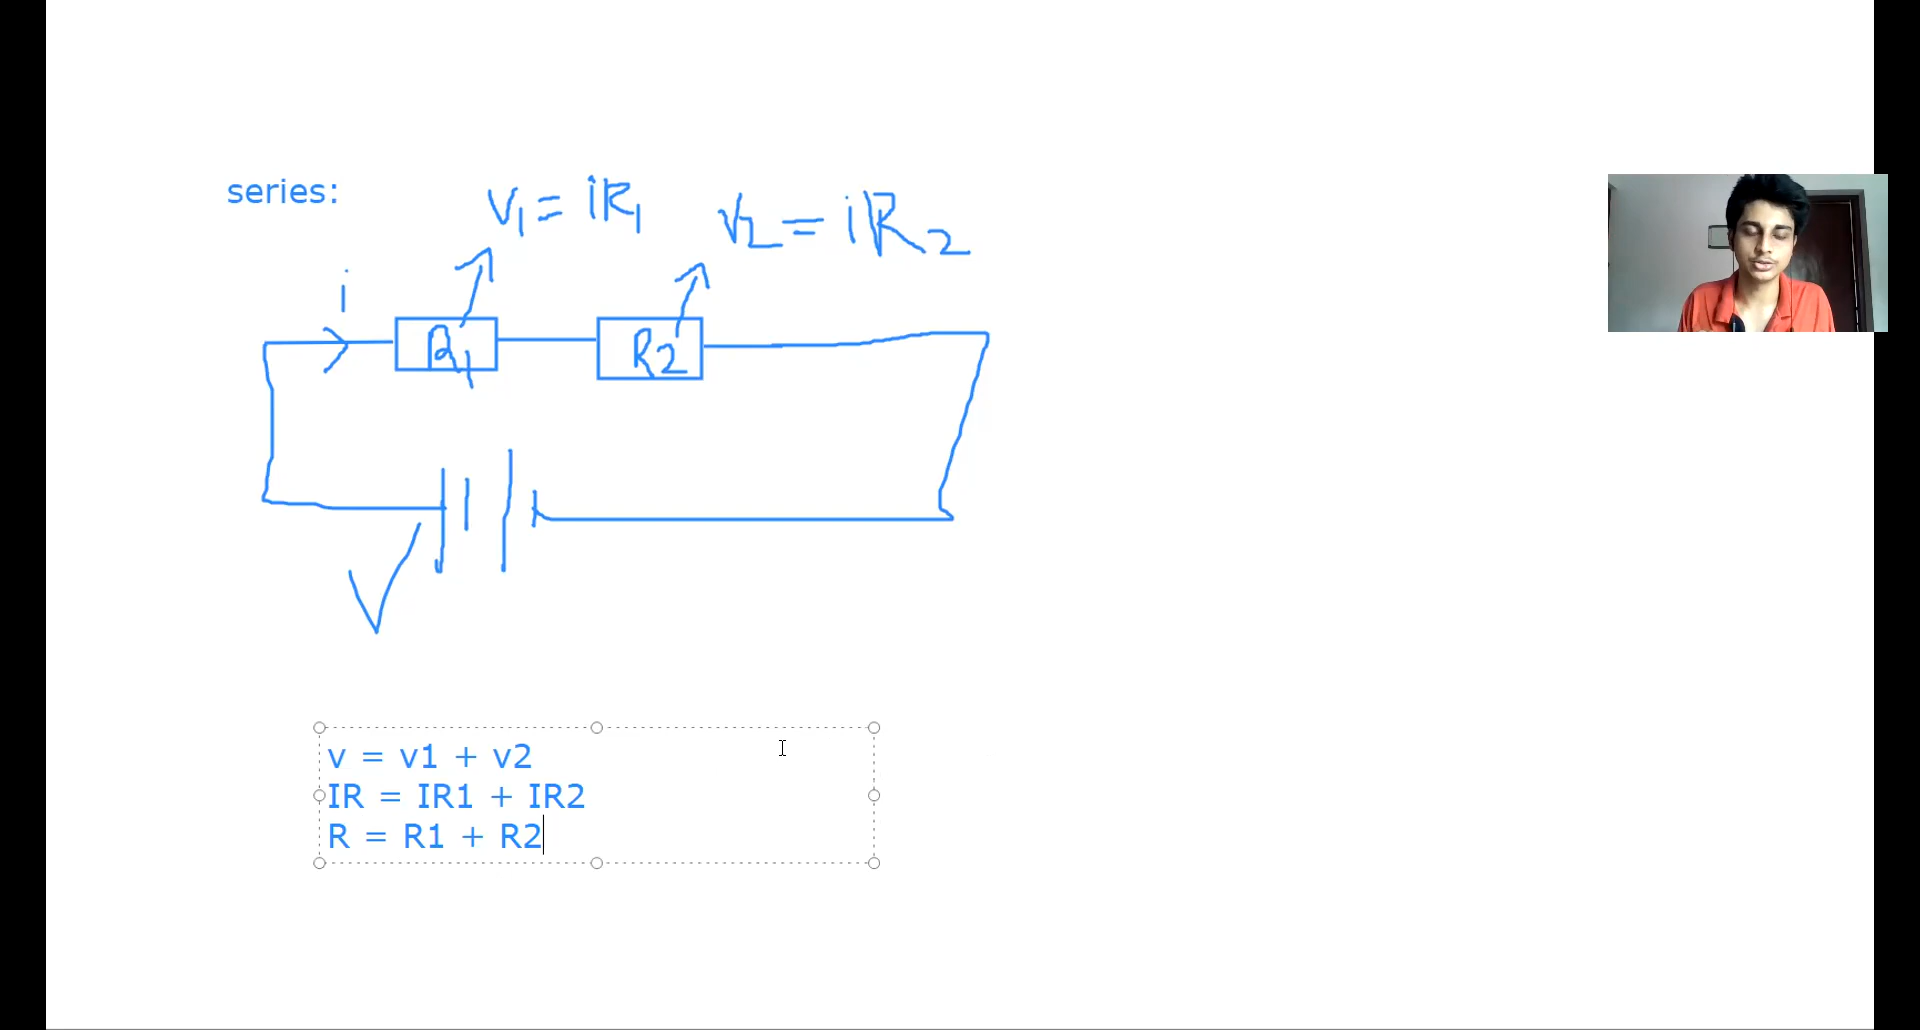 series:
V1 = iR1
V2 = iR2
i
R1
R2
V
v = v1 + v2
IR = IR1 + IR2
R = R1 + R2